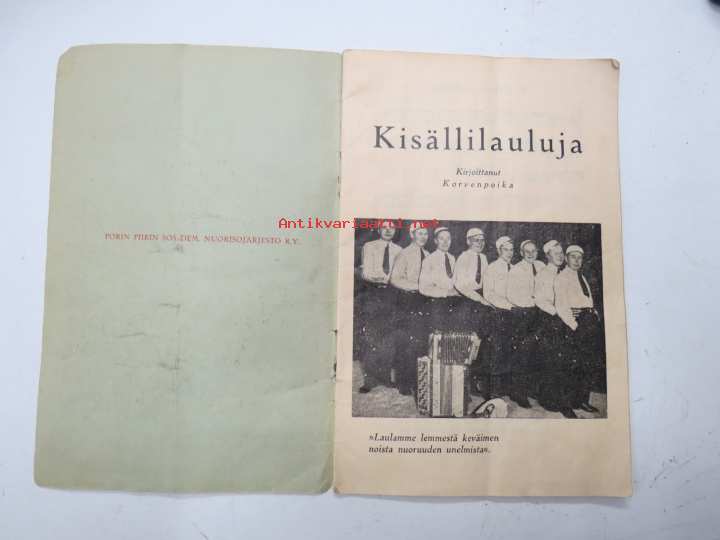 PORIN PIIRIN SOS.-DEM. NUORISOJÄRJESTÖ R.Y.
Kisällilauluja
Kirjoittanut
Korvenpoika
Antikvariaatti.net
»Laulamme lemmestä keväimen
noista nuoruuden unelmista«.